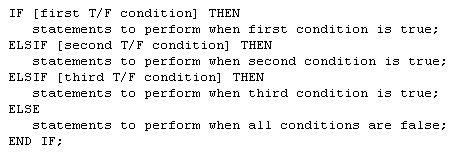 IF [first T/F condition] THEN
   statements to perform when first condition is true;
ELSIF [second T/F condition] THEN
   statements to perform when second condition is true;
ELSIF [third T/F condition] THEN
   statements to perform when third condition is true;
ELSE
   statements to perform when all conditions are false;
END IF;